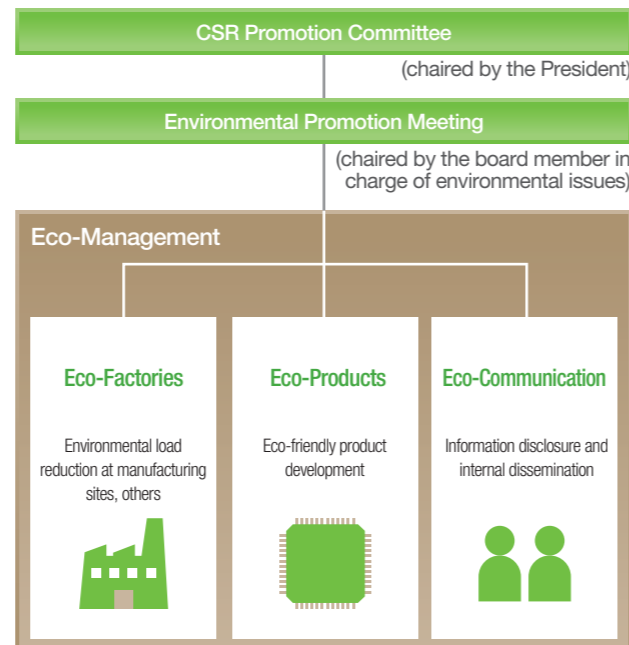 CSR Promotion Committee
(chaired by the President)
Environmental Promotion Meeting
(chaired by the board member in
charge of environmental issues)
Eco-Management
Eco-Factories
Environmental load
reduction at manufacturing
sites, others
Eco-Products
Eco-friendly product
development
Eco-Communication
Information disclosure and
internal dissemination